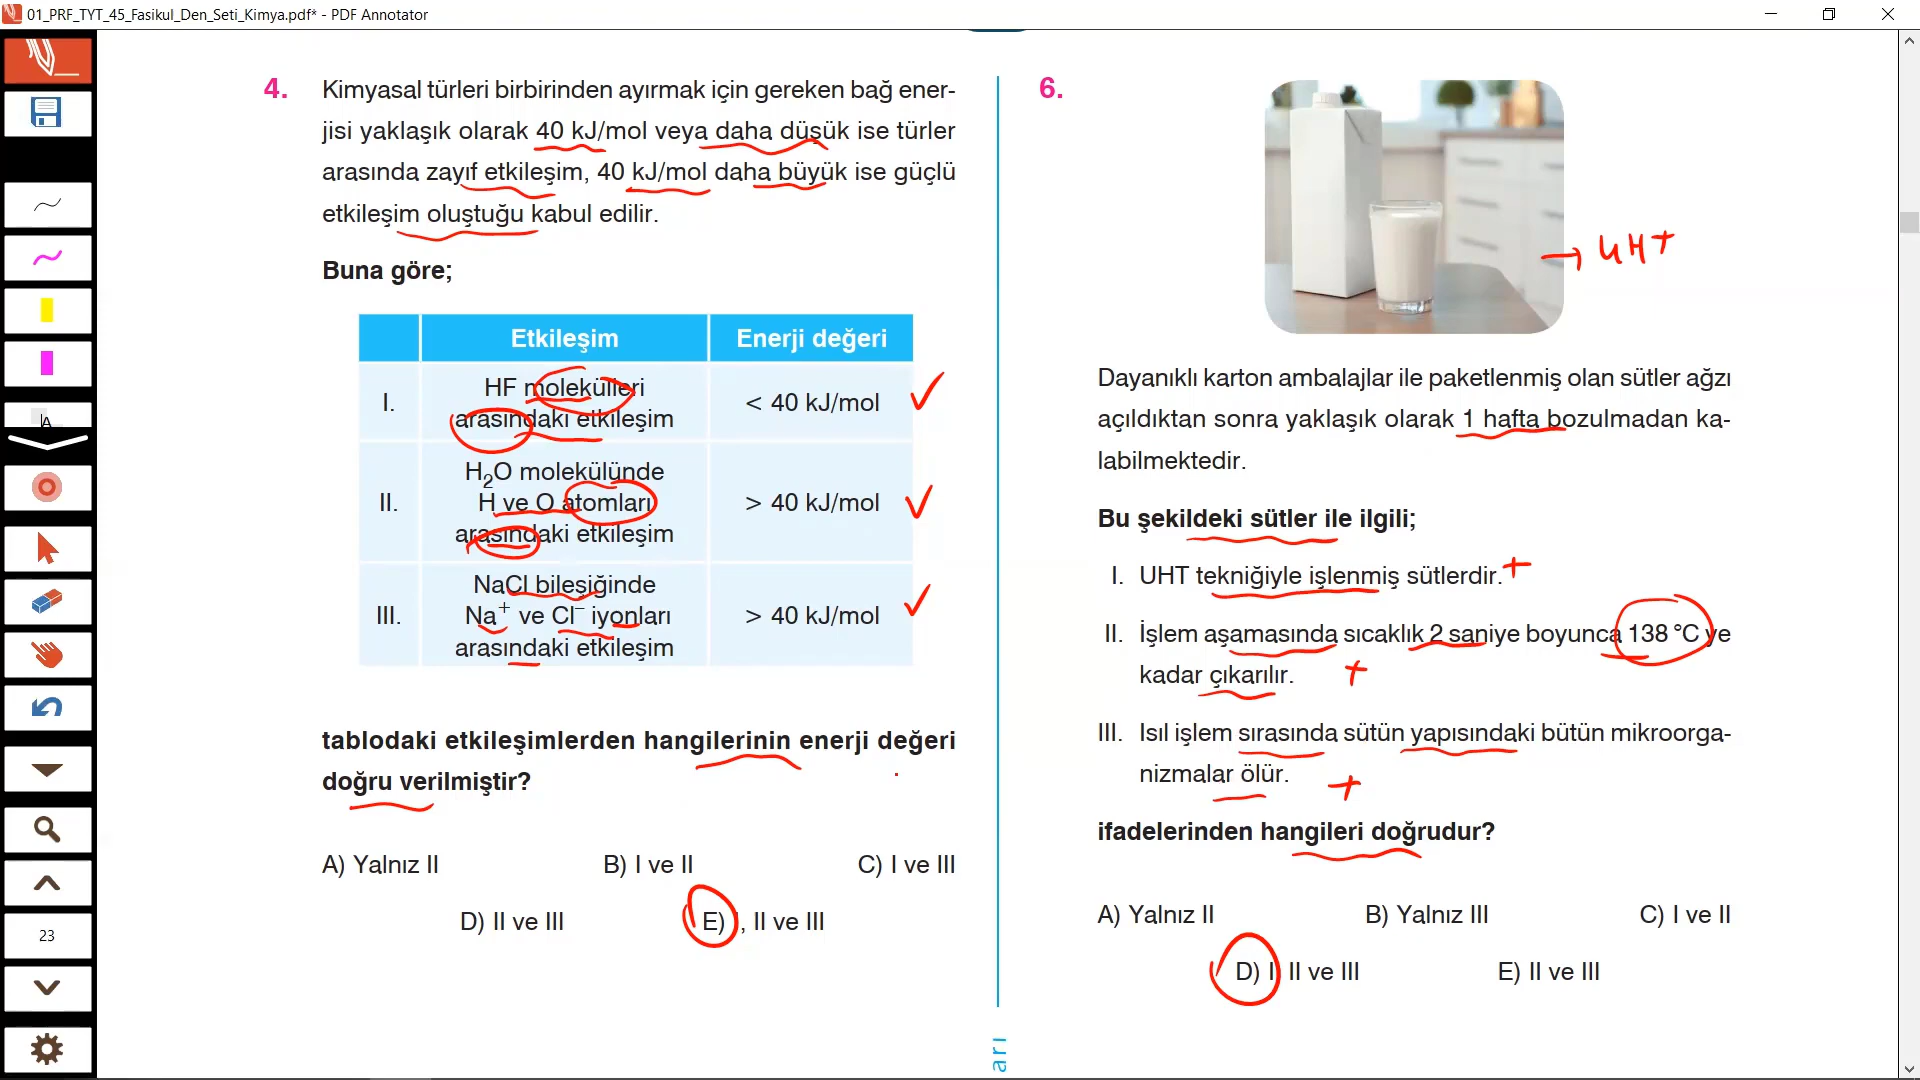 01_PRF_TYT_45_Fasikul_Den_Seti_Kimya.pdf* - PDF Annotator
4.
Kimyasal türleri birbirinden ayırmak için gereken bağ ener-
jisi yaklaşık olarak 40 kJ/mol veya daha düşük ise türler
arasında zayıf etkileşim, 40 kJ/mol daha büyük ise güçlü
etkileşim oluştuğu kabul edilir.
Buna göre;
Etkileşim Enerji değeri
I. HF molekülleri
arasındaki etkileşim < 40 kJ/mol
II. H₂O molekülünde
H ve O atomları
arasındaki etkileşim > 40 kJ/mol
III. NaCl bileşiğinde
Na⁺ ve Cl⁻ iyonları
arasındaki etkileşim > 40 kJ/mol
tablodaki etkileşimlerden hangilerinin enerji değeri
doğru verilmiştir?
A) Yalnız II B) I ve II C) I ve III
D) II ve III E) I, II ve III
6.
→ UHT
Dayanıklı karton ambalajlar ile paketlenmiş olan sütler ağzı
açıldıktan sonra yaklaşık olarak 1 hafta bozulmadan ka-
labilmektedir.
Bu şekildeki sütler ile ilgili;
I. UHT tekniğiyle işlenmiş sütlerdir. +
II. İşlem aşamasında sıcaklık 2 saniye boyunca 138 °C ye
kadar çıkarılır. +
III. Isıl işlem sırasında sütün yapısındaki bütün mikroorga-
nizmalar ölür. +
ifadelerinden hangileri doğrudur?
A) Yalnız II B) Yalnız III C) I ve II
D) I, II ve III E) II ve III
arı
A
23